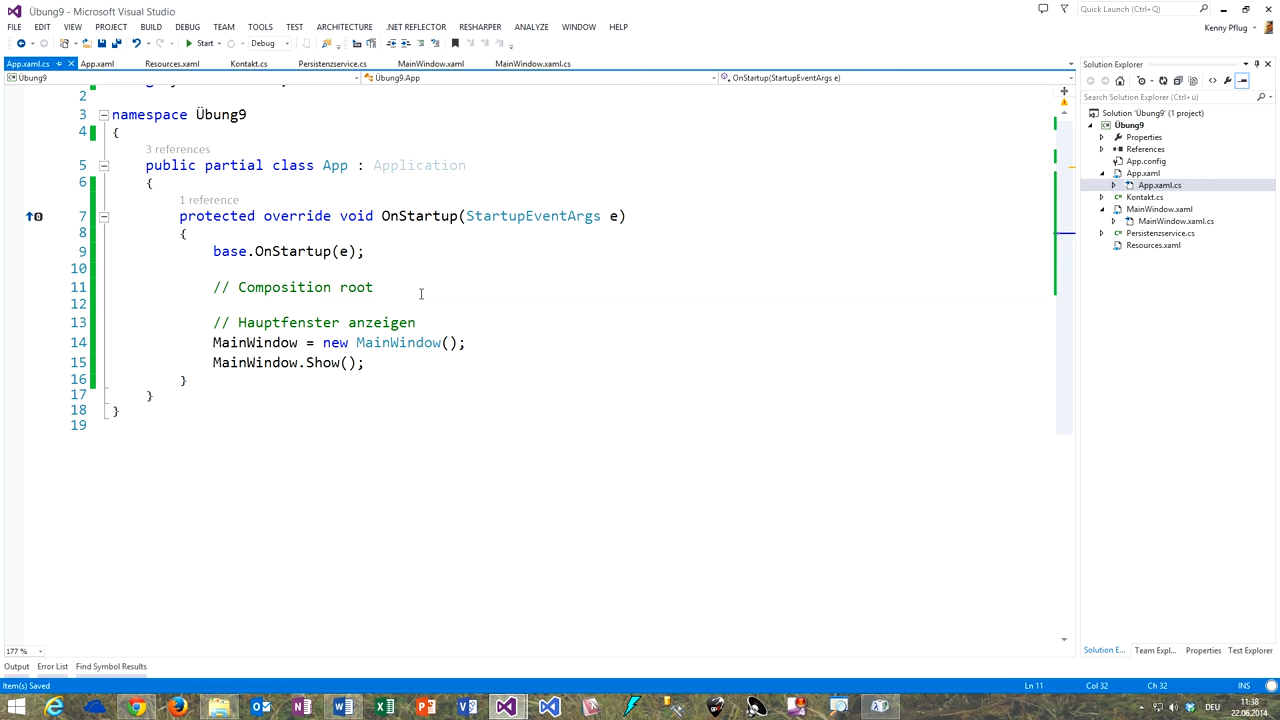 Übung9 - Microsoft Visual Studio
Quick Launch (Ctrl+Q)
FILE EDIT VIEW PROJECT BUILD DEBUG TEAM TOOLS TEST ARCHITECTURE .NET REFLECTOR RESHARPER ANALYZE WINDOW HELP
Kenny Pflug
Start Debug
App.xaml.cs App.xaml Resources.xaml Kontakt.cs Persistenzservice.cs MainWindow.xaml MainWindow.xaml.cs
Übung9 Übung9.App OnStartup(StartupEventArgs e)
2
3 namespace Übung9
4 {
3 references
5 public partial class App : Application
6 {
1 reference
7 protected override void OnStartup(StartupEventArgs e)
8 {
9 base.OnStartup(e);
10
11 // Composition root
12
13 // Hauptfenster anzeigen
14 MainWindow = new MainWindow();
15 MainWindow.Show();
16 }
17 }
18 }
19
177 %
Solution Explorer
Search Solution Explorer (Ctrl+ü)
Solution 'Übung9' (1 project)
Übung9
Properties
References
App.config
App.xaml
App.xaml.cs
Kontakt.cs
MainWindow.xaml
MainWindow.xaml.cs
Persistenzservice.cs
Resources.xaml
Solution E... Team Expl... Properties Test Explorer
Output Error List Find Symbol Results
Item(s) Saved Ln 11 Col 32 Ch 32 INS
DEU
11:38
22.06.2014